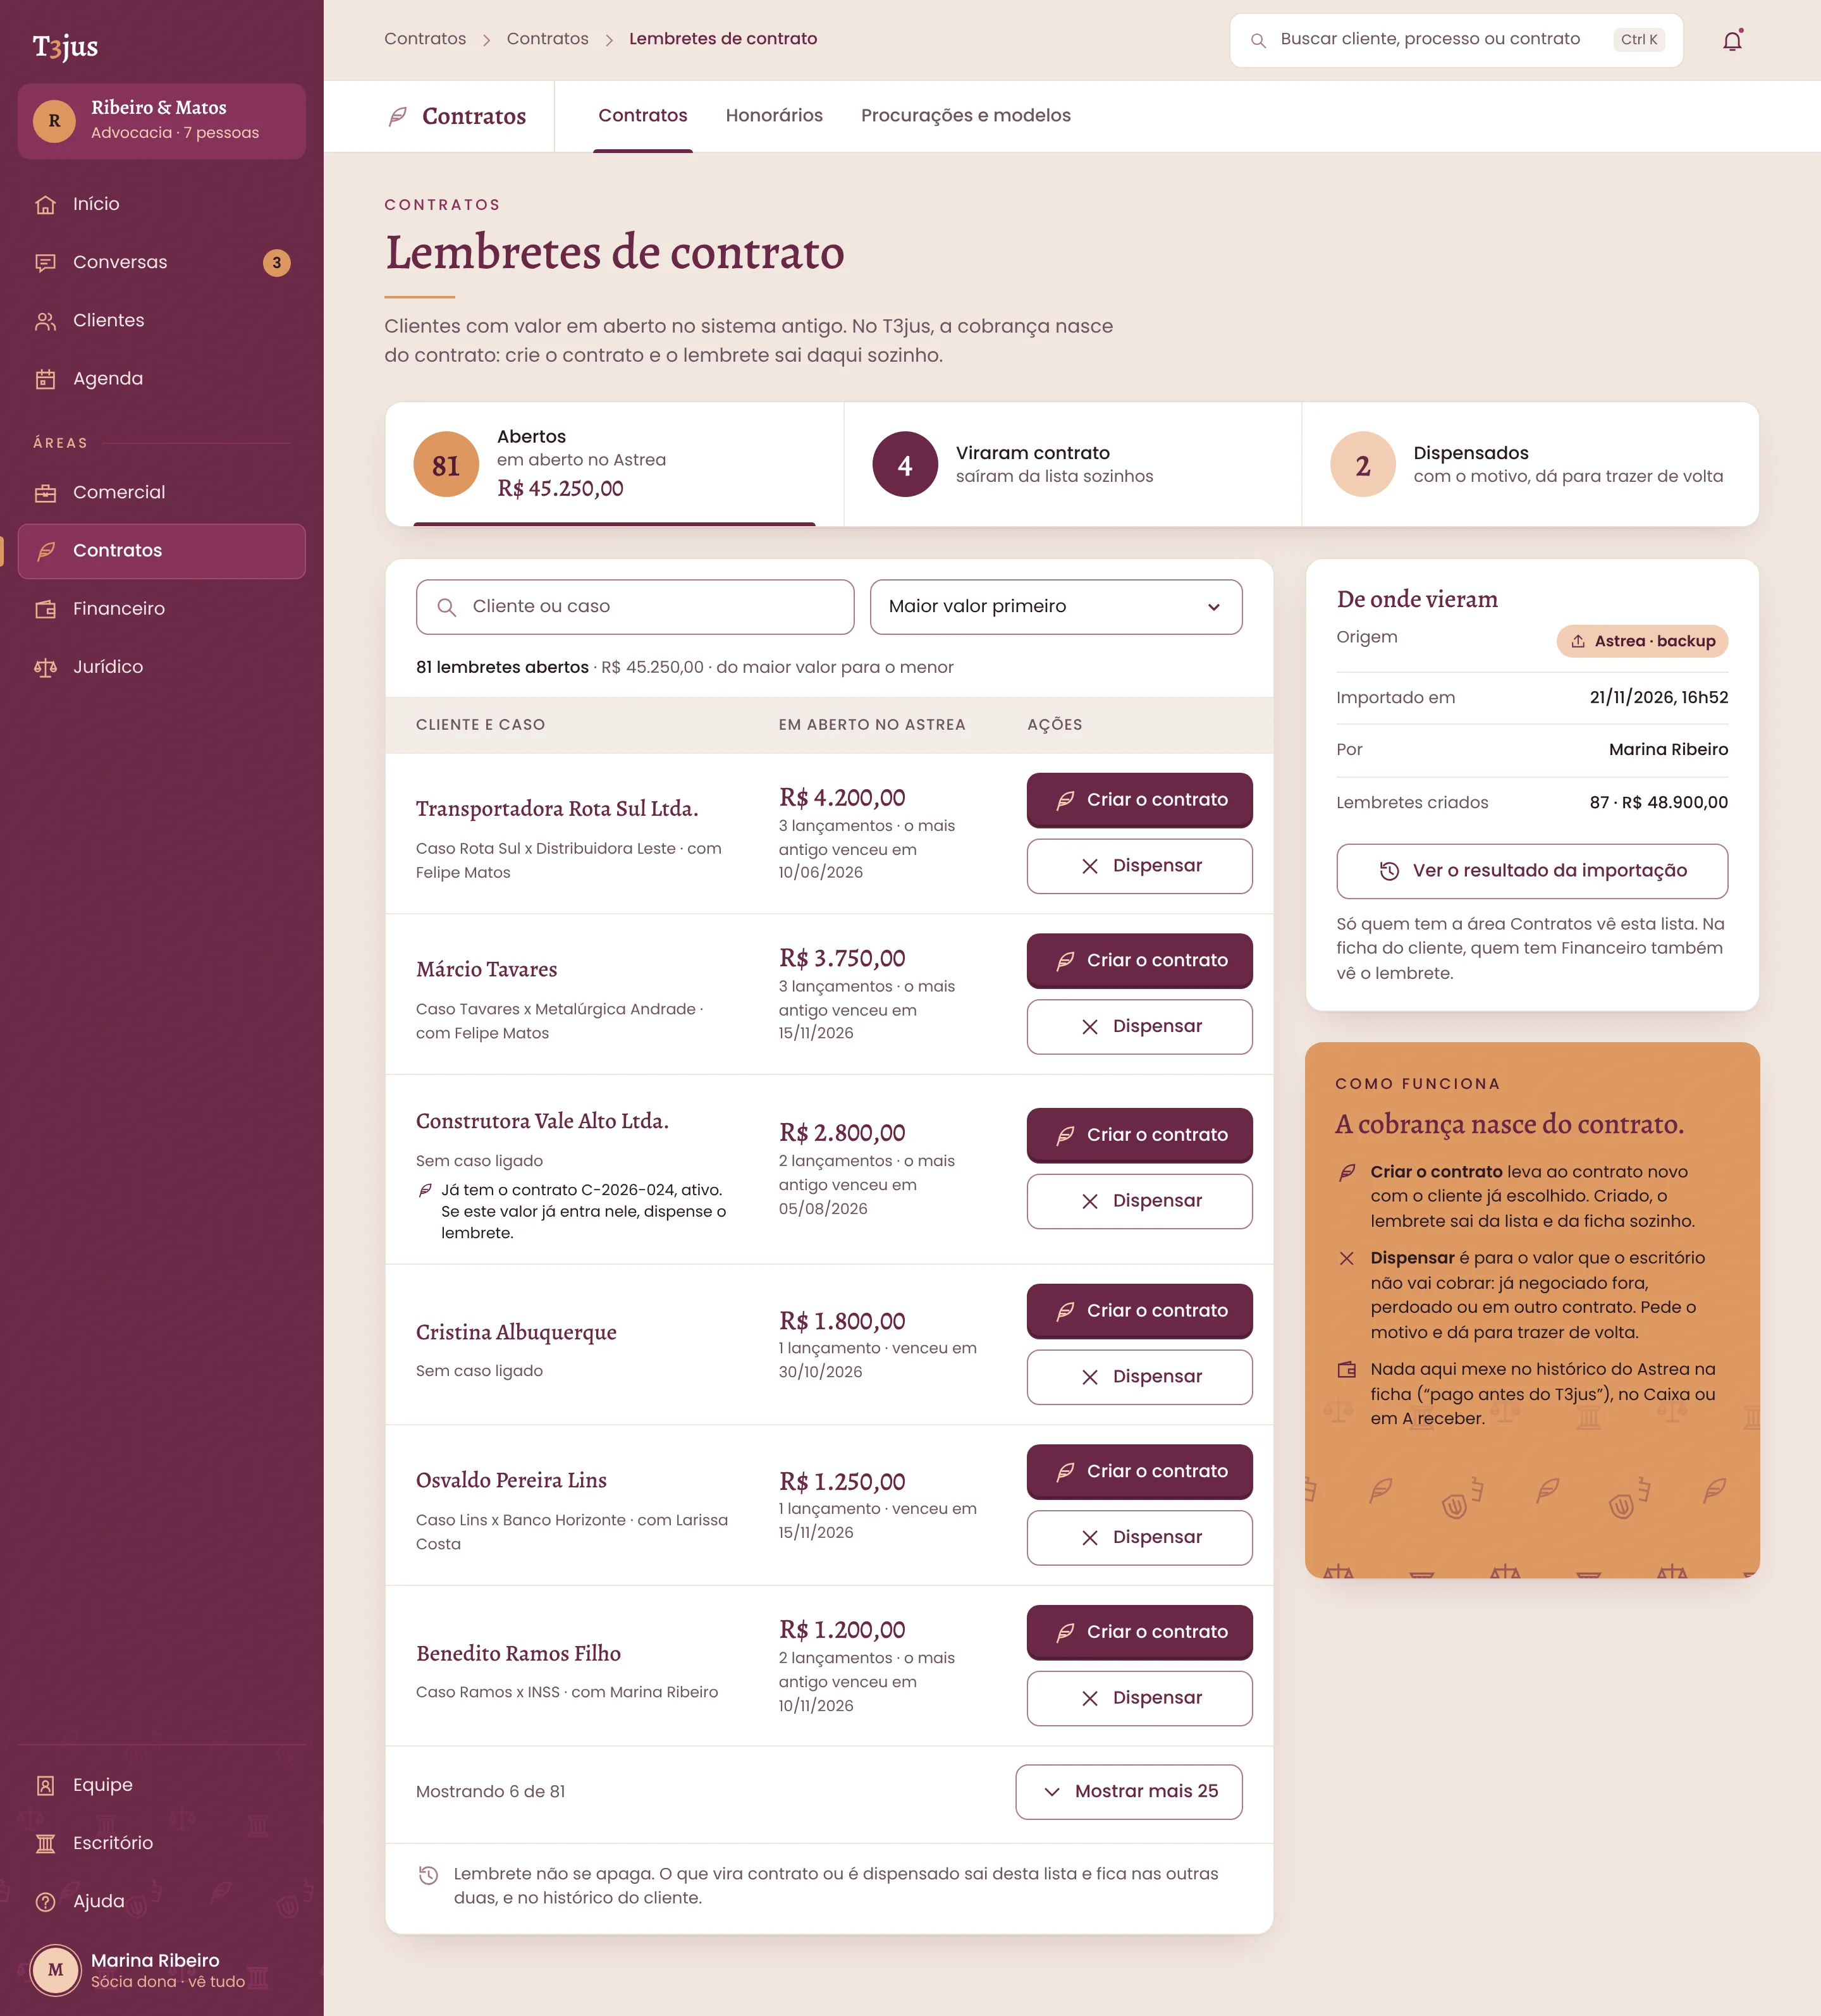 T3jus
R
Ribeiro & Matos
Advocacia · 7 pessoas
Início
Conversas
3
Clientes
Agenda
ÁREAS
Comercial
Contratos
Financeiro
Jurídico
Equipe
Escritório
Ajuda
M
Marina Ribeiro
Sócia dona · vê tudo
Contratos
Contratos
Lembretes de contrato
Buscar cliente, processo ou contrato
Ctrl K
Contratos
Contratos
Honorários
Procurações e modelos
CONTRATOS
Lembretes de contrato
Clientes com valor em aberto no sistema antigo. No T3jus, a cobrança nasce
do contrato: crie o contrato e o lembrete sai daqui sozinho.
81
Abertos
em aberto no Astrea
R$ 45.250,00
4
Viraram contrato
saíram da lista sozinhos
2
Dispensados
com o motivo, dá para trazer de volta
Cliente ou caso
Maior valor primeiro
81 lembretes abertos · R$ 45.250,00 · do maior valor para o menor
CLIENTE E CASO
EM ABERTO NO ASTREA
AÇÕES
Transportadora Rota Sul Ltda.
Caso Rota Sul x Distribuidora Leste · com
Felipe Matos
R$ 4.200,00
3 lançamentos · o mais
antigo venceu em
10/06/2026
Criar o contrato
Dispensar
Márcio Tavares
Caso Tavares x Metalúrgica Andrade ·
com Felipe Matos
R$ 3.750,00
3 lançamentos · o mais
antigo venceu em
15/11/2026
Criar o contrato
Dispensar
Construtora Vale Alto Ltda.
Sem caso ligado
Já tem o contrato C-2026-024, ativo.
Se este valor já entra nele, dispense o
lembrete.
R$ 2.800,00
2 lançamentos · o mais
antigo venceu em
05/08/2026
Criar o contrato
Dispensar
Cristina Albuquerque
Sem caso ligado
R$ 1.800,00
1 lançamento · venceu em
30/10/2026
Criar o contrato
Dispensar
Osvaldo Pereira Lins
Caso Lins x Banco Horizonte · com Larissa
Costa
R$ 1.250,00
1 lançamento · venceu em
15/11/2026
Criar o contrato
Dispensar
Benedito Ramos Filho
Caso Ramos x INSS · com Marina Ribeiro
R$ 1.200,00
2 lançamentos · o mais
antigo venceu em
10/11/2026
Criar o contrato
Dispensar
Mostrando 6 de 81
Mostrar mais 25
Lembrete não se apaga. O que vira contrato ou é dispensado sai desta lista e fica nas outras
duas, e no histórico do cliente.
De onde vieram
Origem
Astrea · backup
Importado em
21/11/2026, 16h52
Por
Marina Ribeiro
Lembretes criados
87 · R$ 48.900,00
Ver o resultado da importação
Só quem tem a área Contratos vê esta lista. Na
ficha do cliente, quem tem Financeiro também
vê o lembrete.
COMO FUNCIONA
A cobrança nasce do contrato.
Criar o contrato leva ao contrato novo
com o cliente já escolhido. Criado, o
lembrete sai da lista e da ficha sozinho.
Dispensar é para o valor que o escritório
não vai cobrar: já negociado fora,
perdoado ou em outro contrato. Pede o
motivo e dá para trazer de volta.
Nada aqui mexe no histórico do Astrea na
ficha (“pago antes do T3jus”), no Caixa ou
em A receber.